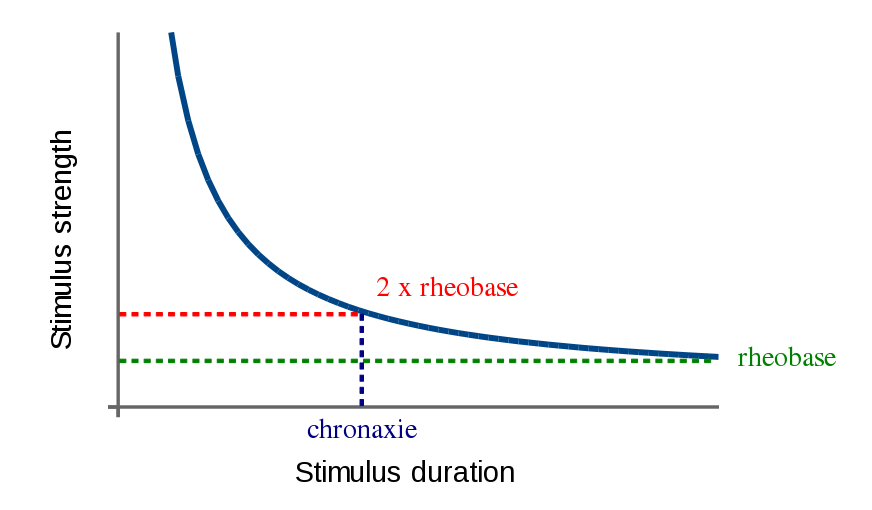 Stimulus strength
2 x rheobase
rheobase
chronaxie
Stimulus duration